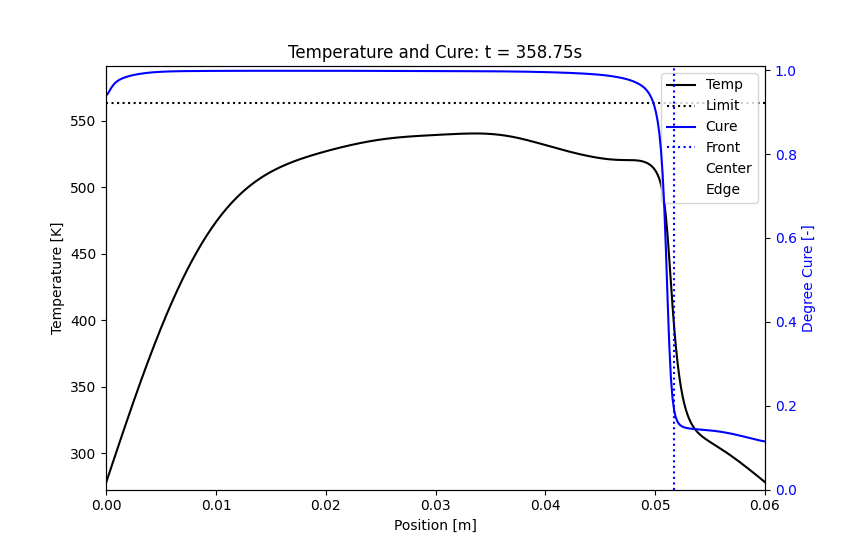 Temperature and Cure: t = 358.75s
Temp
Limit
Cure
Front
Center
Edge
Temperature [K]
550
500
450
400
350
300
Degree Cure [-]
1.0
0.8
0.6
0.4
0.2
0.0
0.00 0.01 0.02 0.03 0.04 0.05 0.06
Position [m]